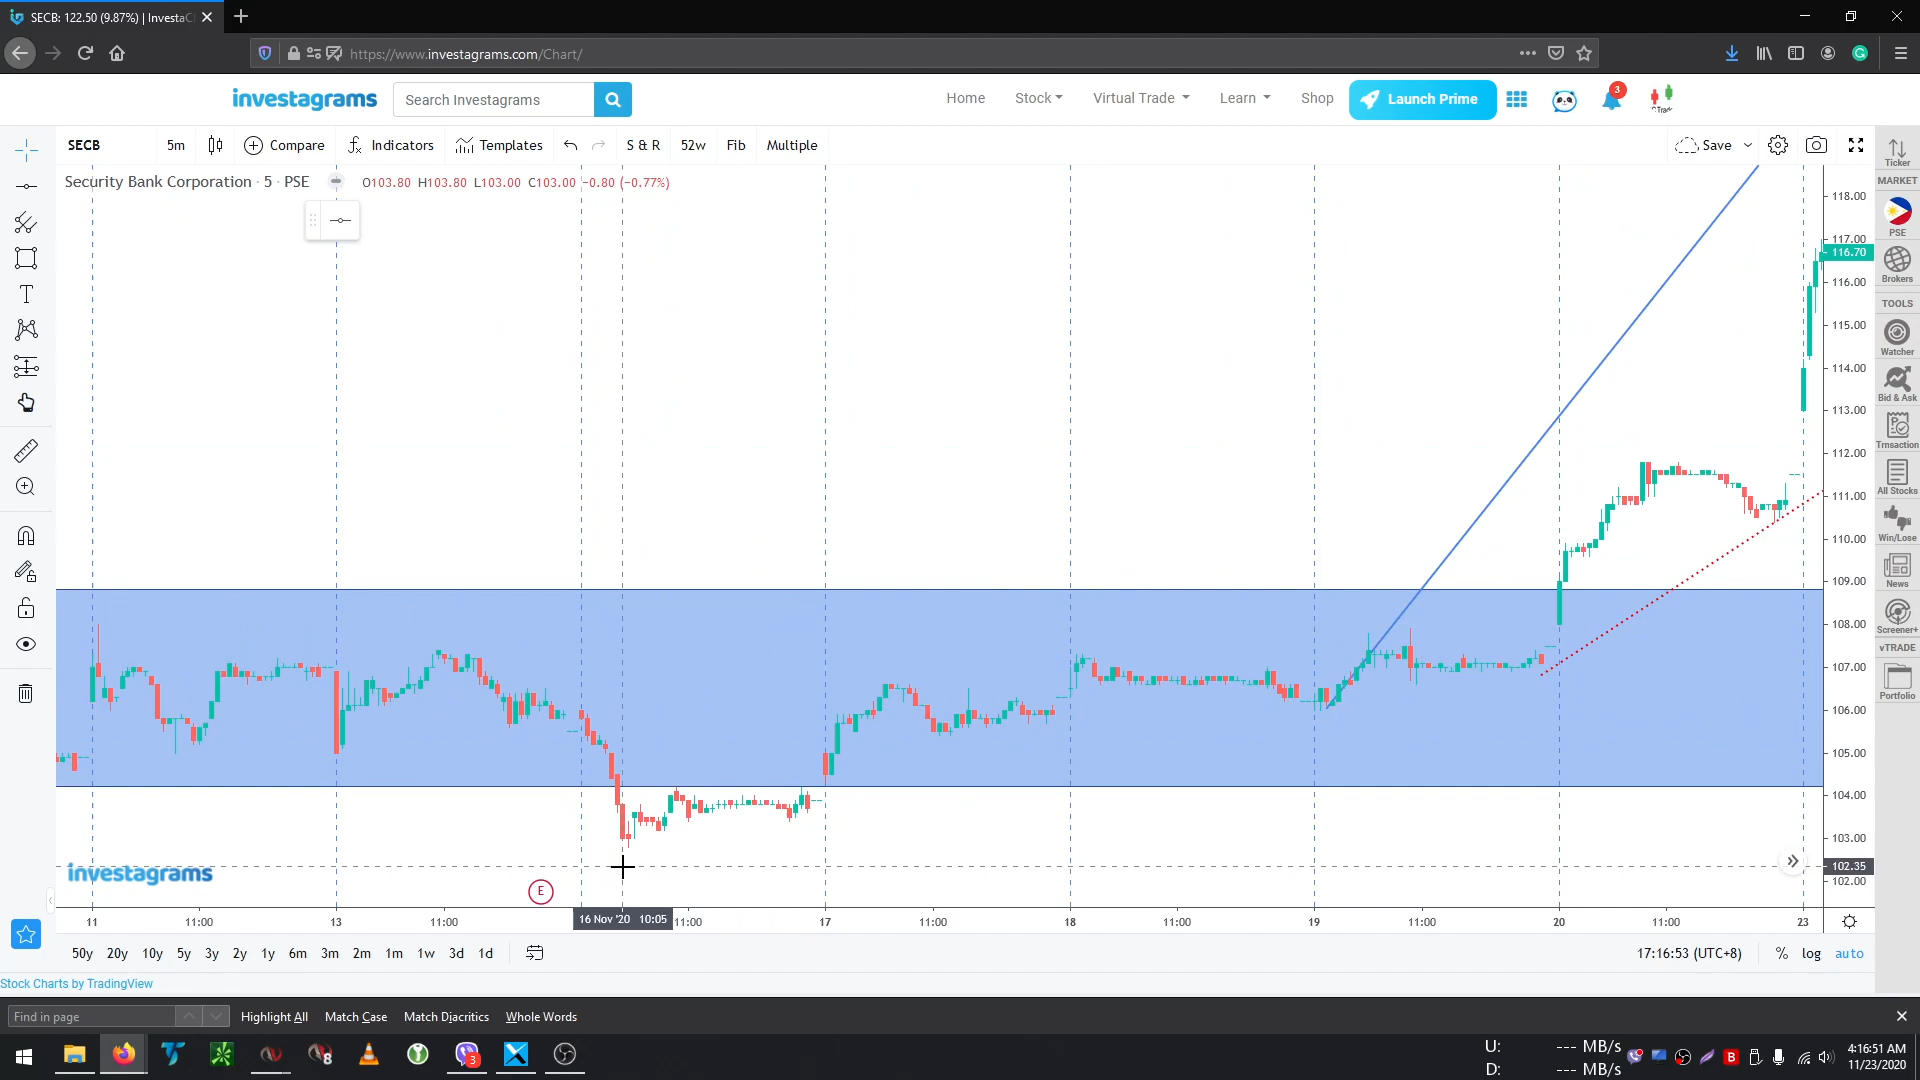 SECB: 122.50 (9.87%) | InvestaC
https://www.investagrams.com/Chart/
investagrams
Search Investagrams
Home
Stock
Virtual Trade
Learn
Shop
Launch Prime
3
Trade
SECB
5m
Compare
Indicators
Templates
S & R
52w
Fib
Multiple
Save
Security Bank Corporation · 5 · PSE
O103.80 H103.80 L103.00 C103.00 -0.80 (-0.77%)
118.00
117.00
116.70
116.00
115.00
114.00
113.00
112.00
111.00
110.00
109.00
108.00
107.00
106.00
105.00
104.00
103.00
102.35
102.00
Ticker
MARKET
PSE
Brokers
TOOLS
Watcher
Bid & Ask
Trnsaction
All Stocks
Win/Lose
News
Screener+
vTRADE
Portfolio
investagrams
E
11
11:00
13
11:00
16 Nov '20 10:05
11:00
17
11:00
18
11:00
19
11:00
20
11:00
23
50y
20y
10y
5y
3y
2y
1y
6m
3m
2m
1m
1w
3d
1d
17:16:53 (UTC+8)
%
log
auto
Stock Charts by TradingView
Find in page
Highlight All
Match Case
Match Diacritics
Whole Words
8
3
U: --- MB/s
D: --- MB/s
B
4:16:51 AM
11/23/2020